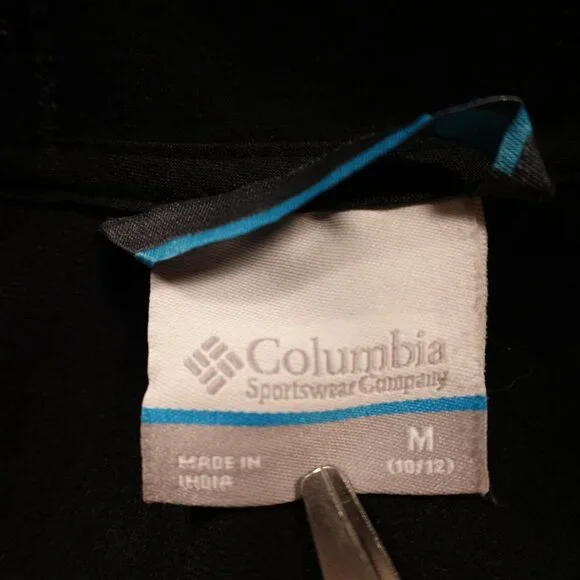 Columbia
Sportswear Company
M
(10/12)
MADE IN
INDIA